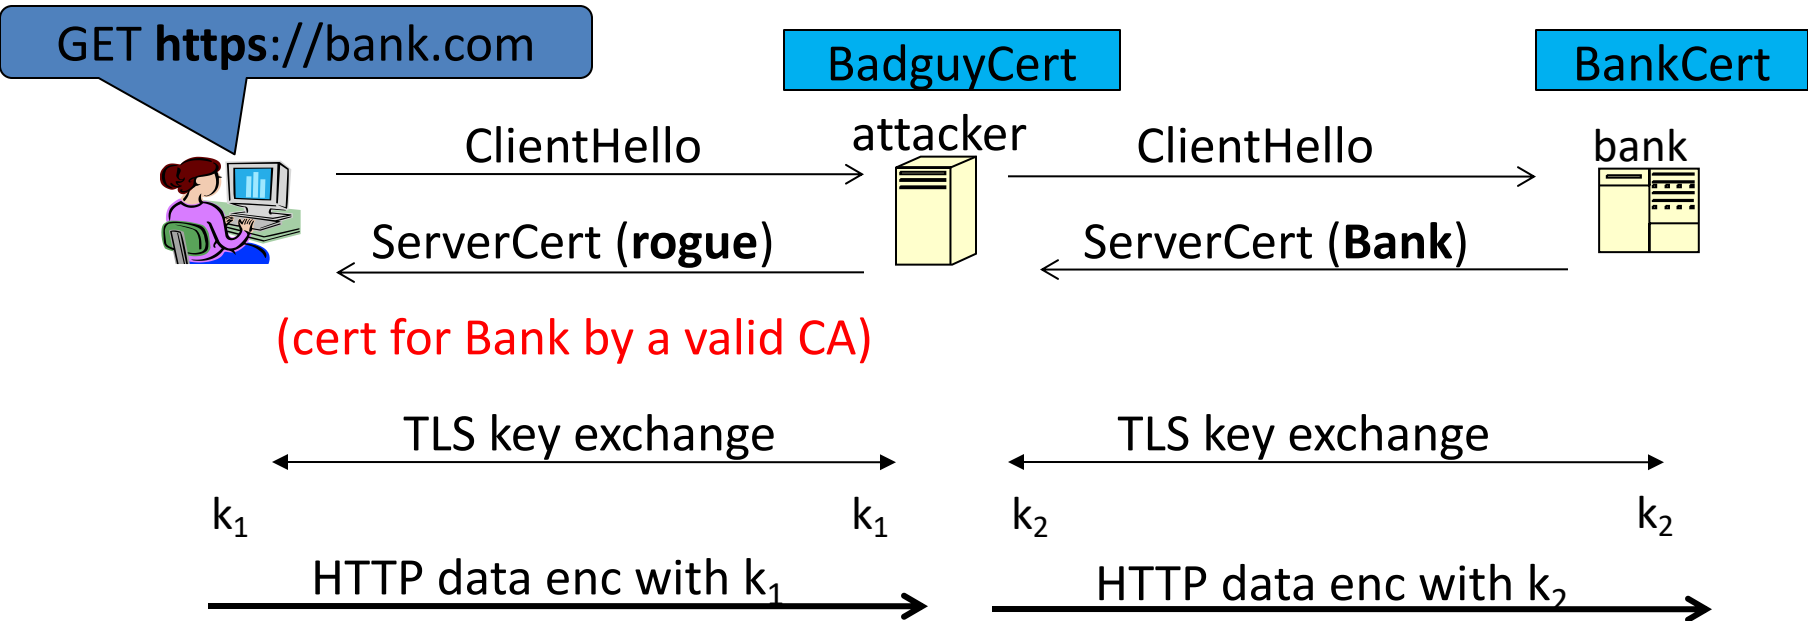 GET https://bank.com
BadguyCert
BankCert
ClientHello
attacker
ClientHello
bank
ServerCert (rogue)
ServerCert (Bank)
(cert for Bank by a valid CA)
TLS key exchange
TLS key exchange
k₁
k₁
k₂
k₂
HTTP data enc with k₁
HTTP data enc with k₂